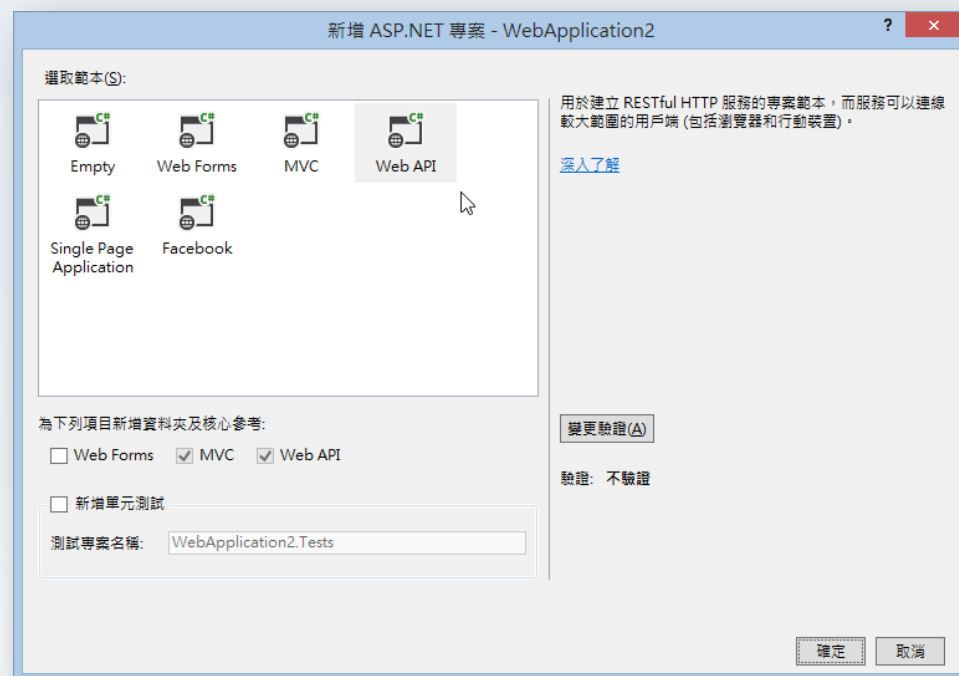 新增 ASP.NET 專案 - WebApplication2
?
選取範本(S):
C#
C#
C#
C#
Empty
Web Forms
MVC
Web API
C#
C#
Single Page
Application
Facebook
用於建立 RESTful HTTP 服務的專案範本，而服務可以連線
較大範圍的用戶端 (包括瀏覽器和行動裝置)。
深入了解
為下列項目新增資料夾及核心參考:
Web Forms
MVC
Web API
新增單元測試
測試專案名稱:
WebApplication2.Tests
變更驗證(A)
驗證: 不驗證
確定
取消